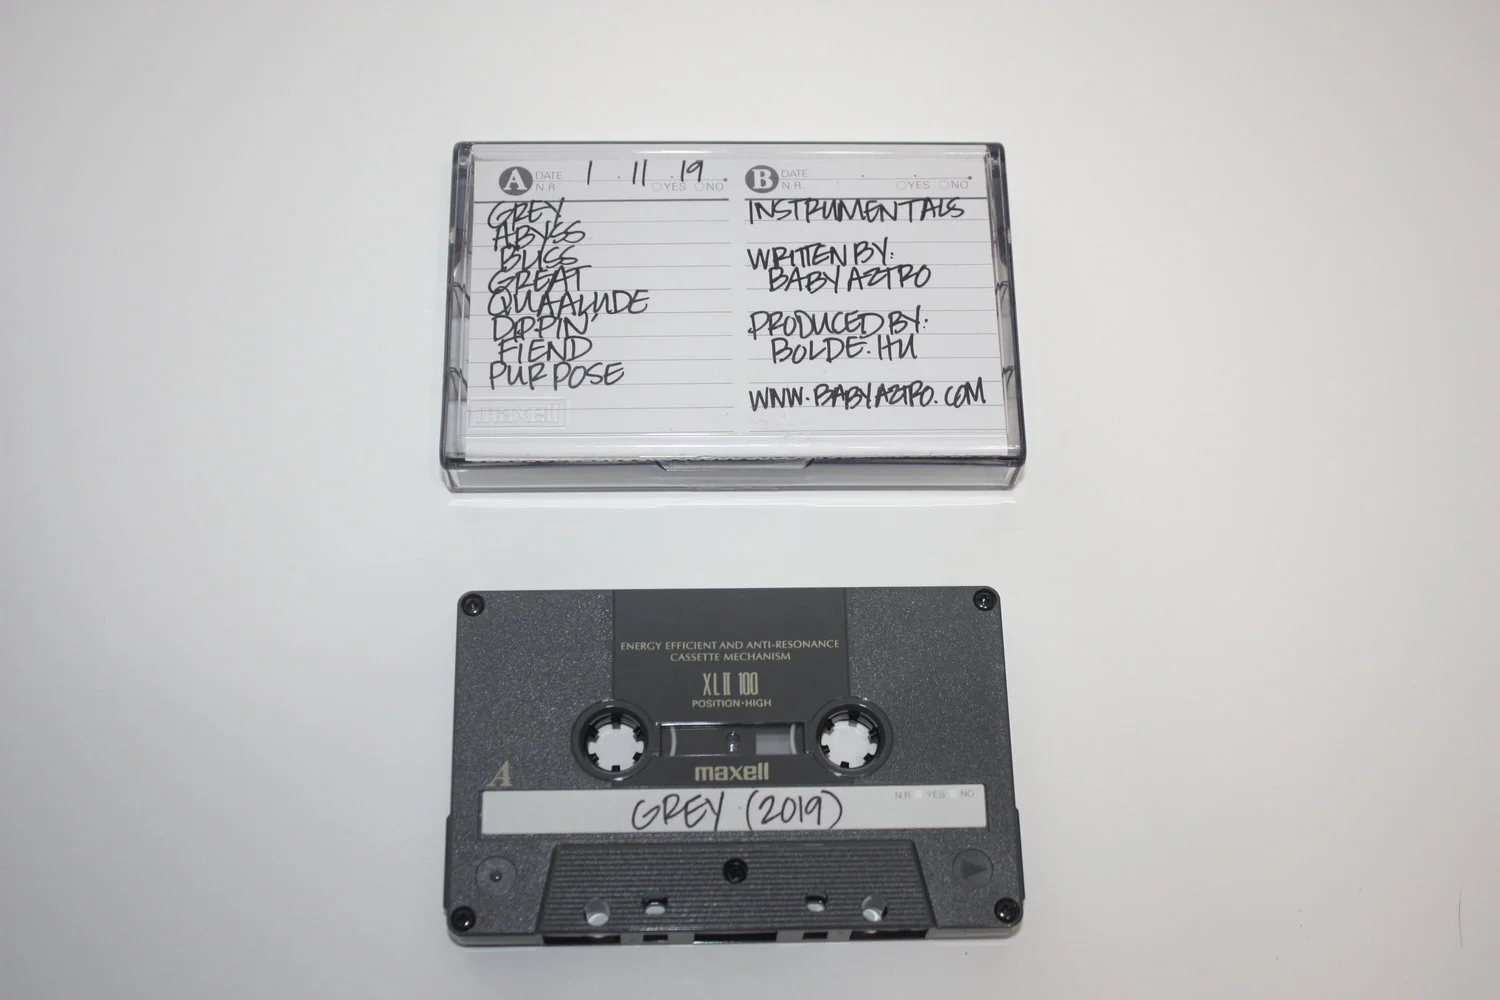 A DATE 1 . 11 . 19
N.R. YES NO
GREY
ABYSS
BLISS
GREAT
QUAALUDE
DIPPIN'
FIEND
PURPOSE
maxell
B DATE . .
N.R. YES NO
INSTRUMENTALS
WRITTEN BY:
BABY AZTRO
PRODUCED BY:
BOLDE.HU
WWW.BABYAZTRO.COM
ENERGY EFFICIENT AND ANTI-RESONANCE
CASSETTE MECHANISM
XLII 100
POSITION·HIGH
maxell
A
N.R. YES NO
GREY (2019)